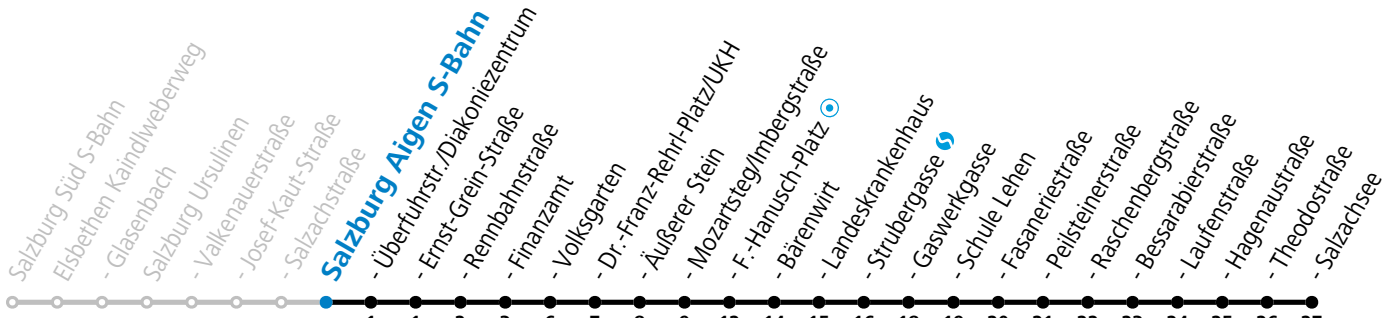 Salzburg Süd S-Bahn
Elsbethen Kaindlweberweg
- Glasenbach
Salzburg Ursulinen
- Valkenauerstraße
- Josef-Kaut-Straße
- Salzachstraße
Salzburg Aigen S-Bahn
- Überfuhrstr./Diakoniezentrum
- Ernst-Grein-Straße
- Rennbahnstraße
- Finanzamt
- Volksgarten
- Dr.-Franz-Rehrl-Platz/UKH
- Äußerer Stein
- Mozartsteg/Imbergstraße
- F.-Hanusch-Platz
- Bärenwirt
- Landeskrankenhaus
- Strubergasse
- Gaswerkgasse
- Schule Lehen
- Fasaneriestraße
- Peilsteinerstraße
- Raschenbergstraße
- Bessarabierstraße
- Laufenstraße
- Hagenaustraße
- Theodostraße
- Salzachsee